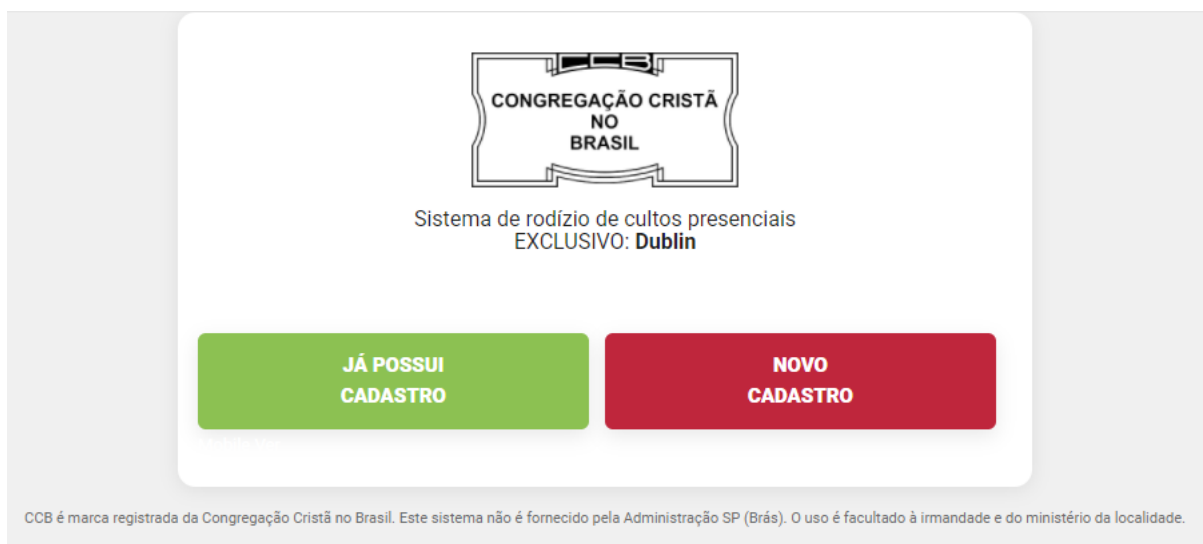 CCB
CONGREGAÇÃO CRISTÃ
NO
BRASIL
Sistema de rodízio de cultos presenciais
EXCLUSIVO: Dublin
JÁ POSSUI
CADASTRO
NOVO
CADASTRO
CCB é marca registrada da Congregação Cristã no Brasil. Este sistema não é fornecido pela Administração SP (Brás). O uso é facultado à irmandade e do ministério da localidade.